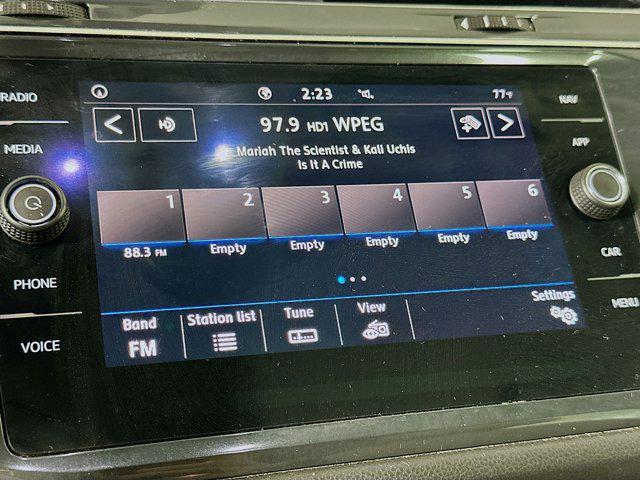 2:23
77°F
RADIO
MEDIA
PHONE
VOICE
NAV
APP
CAR
MENU
97.9 HD1 WPEG
Mariah The Scientist & Kali Uchis
Is It A Crime
1 2 3 4 5 6
88.3 FM Empty Empty Empty Empty Empty
Band
FM
Station list
Tune
View
Settings